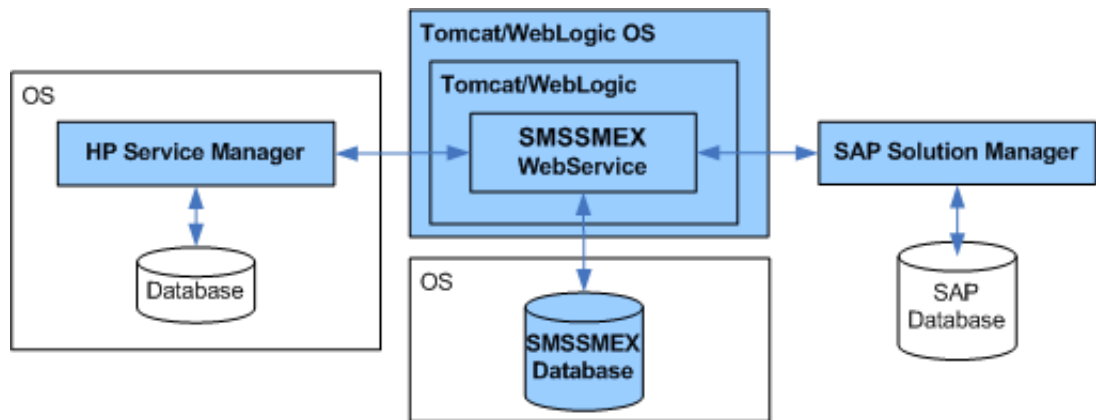 OS
HP Service Manager
Database
Tomcat/WebLogic OS
Tomcat/WebLogic
SMSSMEX
WebService
OS
SMSSMEX
Database
SAP Solution Manager
SAP
Database